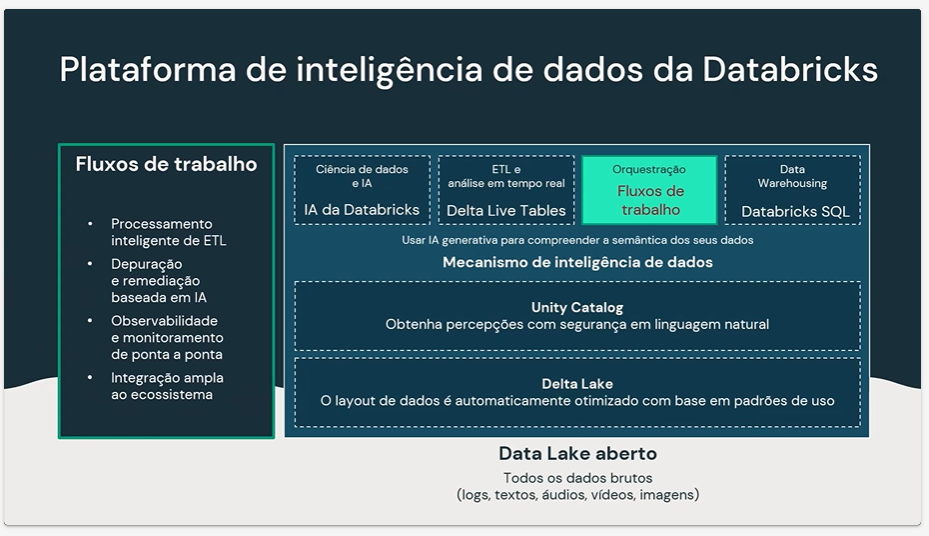 Plataforma de inteligência de dados da Databricks
Fluxos de trabalho
• Processamento
inteligente de ETL
• Depuração
e remediação
baseada em IA
• Observabilidade
e monitoramento
de ponta a ponta
• Integração ampla
ao ecossistema
Ciência de dados
e IA
IA da Databricks
ETL e
análise em tempo real
Delta Live Tables
Orquestração
Fluxos de
trabalho
Data
Warehousing
Databricks SQL
Usar IA generativa para compreender a semântica dos seus dados
Mecanismo de inteligência de dados
Unity Catalog
Obtenha percepções com segurança em linguagem natural
Delta Lake
O layout de dados é automaticamente otimizado com base em padrões de uso
Data Lake aberto
Todos os dados brutos
(logs, textos, áudios, vídeos, imagens)